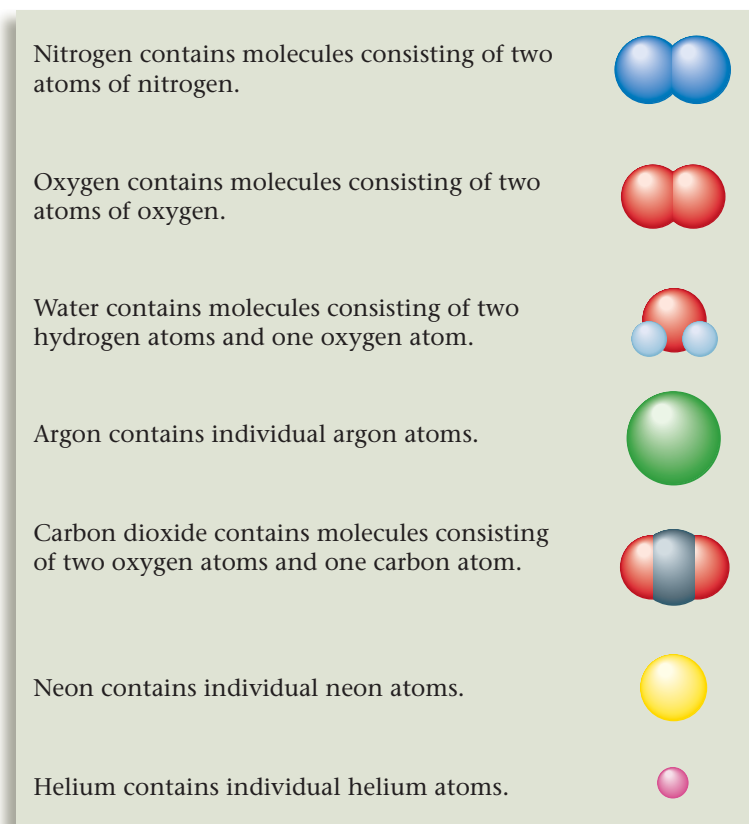 Nitrogen contains molecules consisting of two
atoms of nitrogen.
Oxygen contains molecules consisting of two
atoms of oxygen.
Water contains molecules consisting of two
hydrogen atoms and one oxygen atom.
Argon contains individual argon atoms.
Carbon dioxide contains molecules consisting
of two oxygen atoms and one carbon atom.
Neon contains individual neon atoms.
Helium contains individual helium atoms.